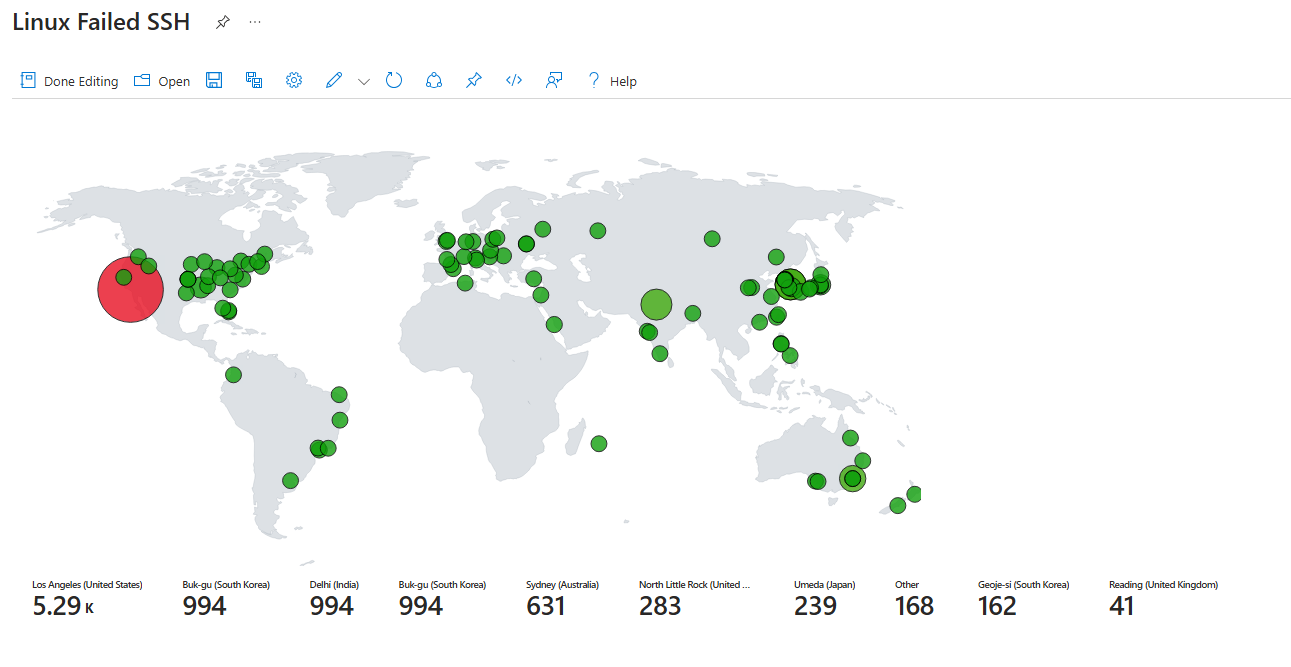 Linux Failed SSH
Done Editing Open Help
Los Angeles (United States) Buk-gu (South Korea) Delhi (India) Buk-gu (South Korea) Sydney (Australia) North Little Rock (United ... Umeda (Japan) Other Geoje-si (South Korea) Reading (United Kingdom)
5.29 K 994 994 994 631 283 239 168 162 41